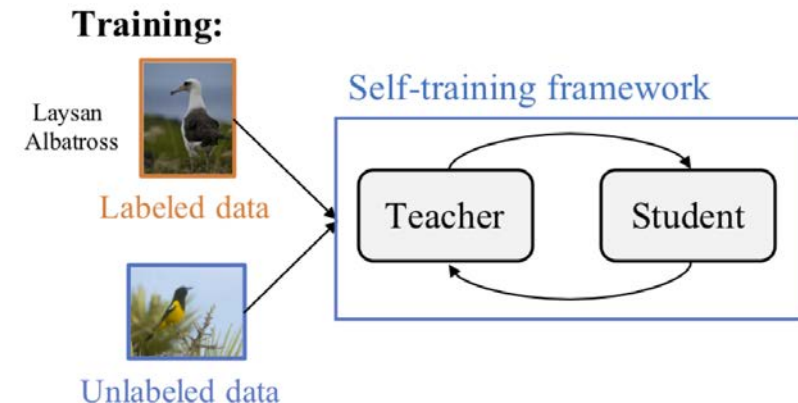 Training:
Laysan
Albatross
Labeled data
Unlabeled data
Self-training framework
Teacher
Student